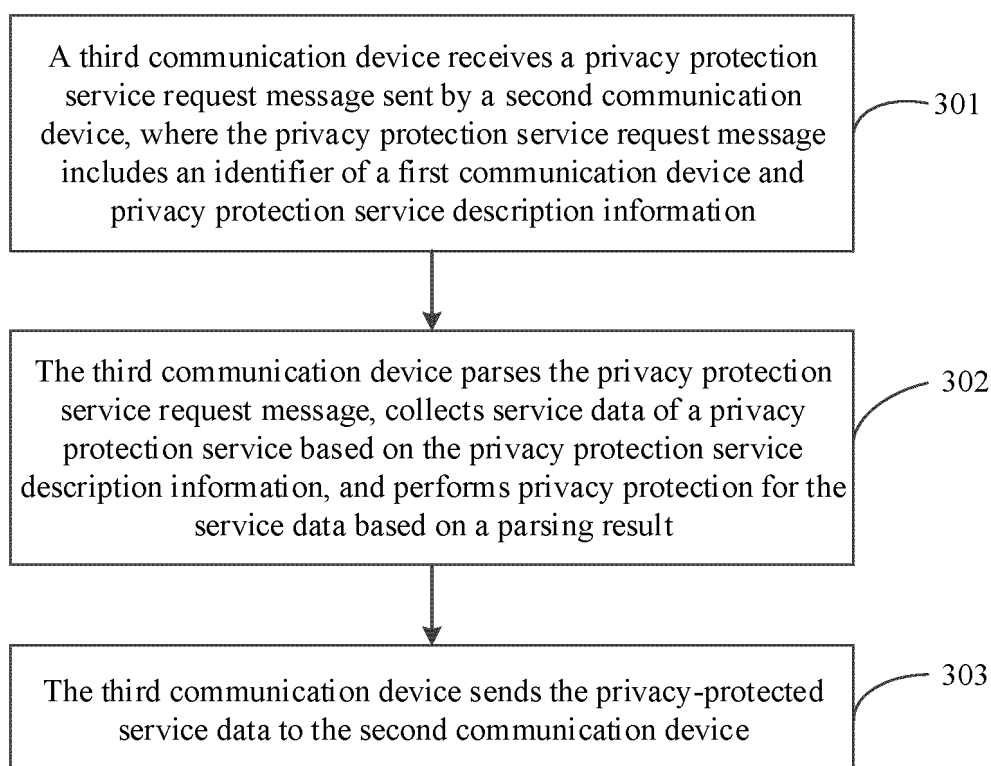 A third communication device receives a privacy protection
service request message sent by a second communication
device, where the privacy protection service request message
includes an identifier of a first communication device and
privacy protection service description information
301
The third communication device parses the privacy protection
service request message, collects service data of a privacy
protection service based on the privacy protection service
description information, and performs privacy protection for the
service data based on a parsing result
302
The third communication device sends the privacy-protected
service data to the second communication device
303